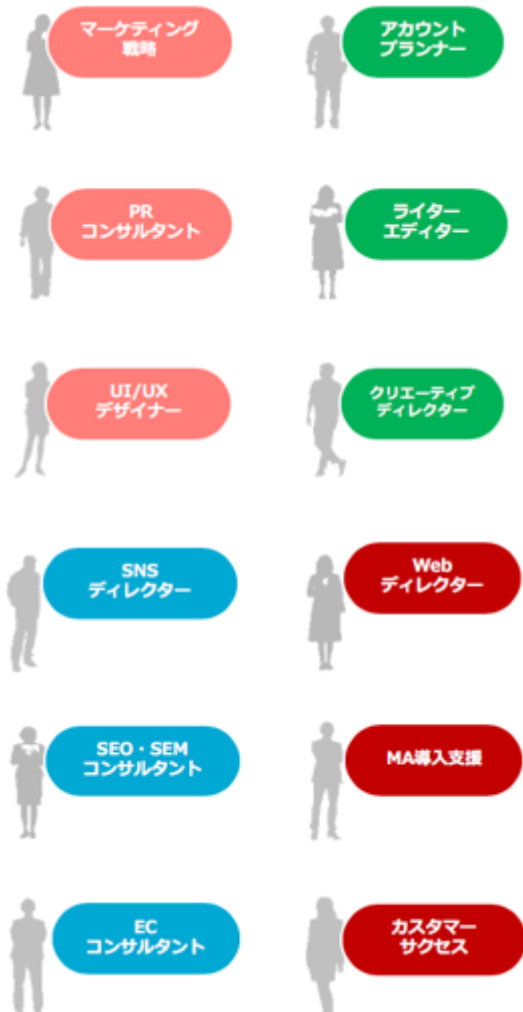 マーケティング
戦略
アカウント
プランナー
PR
コンサルタント
ライター
エディター
UI/UX
デザイナー
クリエーティブ
ディレクター
SNS
ディレクター
Web
ディレクター
SEO・SEM
コンサルタント
MA導入支援
EC
コンサルタント
カスタマー
サクセス